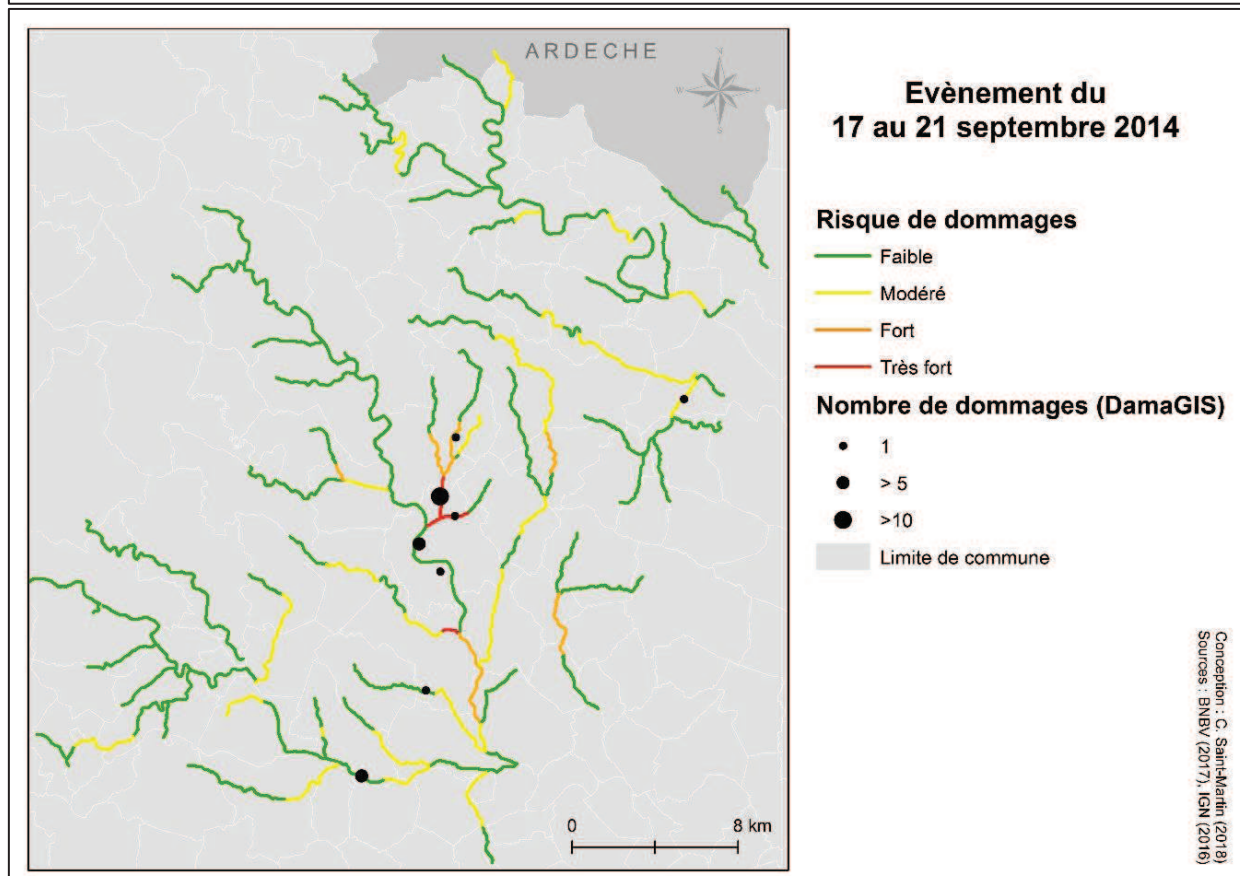 ARDECHE
Evènement du
17 au 21 septembre 2014
Risque de dommages
Faible
Modéré
Fort
Très fort
Nombre de dommages (DamaGIS)
1
> 5
>10
Limite de commune
0 8 km
Conception : C. Saint-Martin (2018)
Sources : BNBV (2017), IGN (2016)